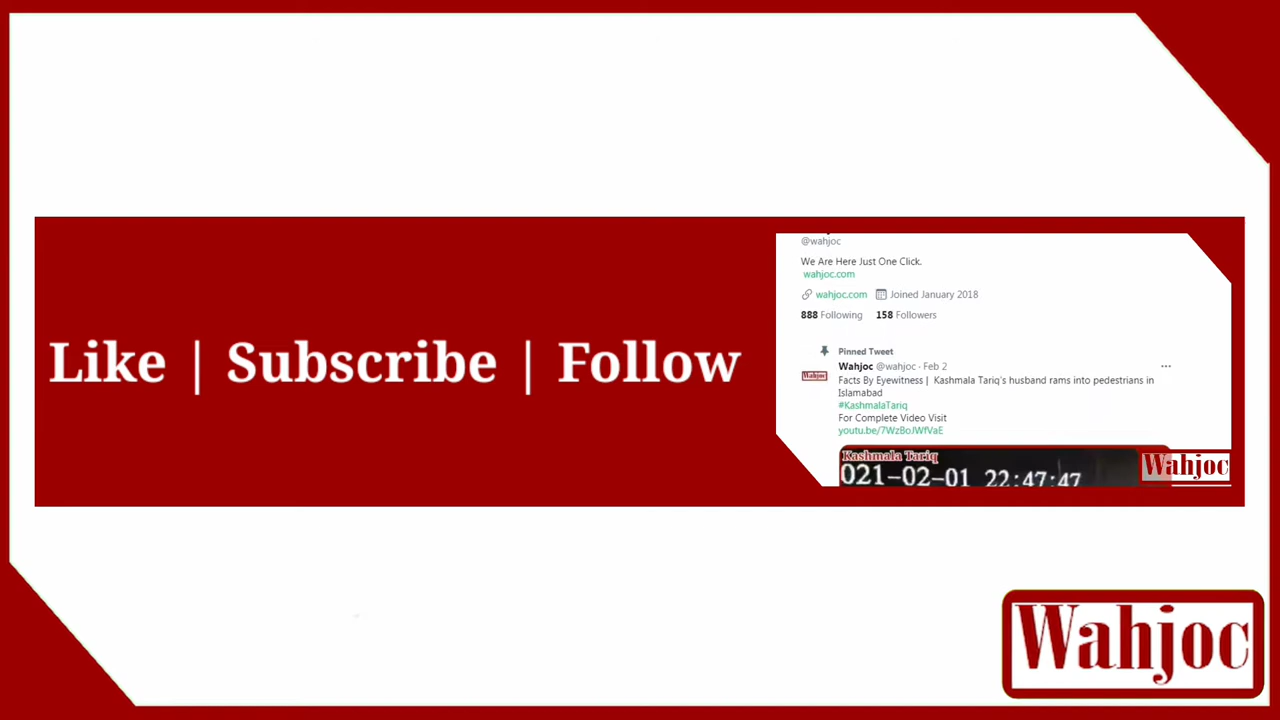 Like | Subscribe | Follow
@wahjoc
We Are Here Just One Click.
wahjoc.com
wahjoc.com Joined January 2018
888 Following 158 Followers
Pinned Tweet
Wahjoc @wahjoc · Feb 2
Wahjoc
Facts By Eyewitness | Kashmala Tariq's husband rams into pedestrians in
Islamabad
#KashmalaTariq
For Complete Video Visit
youtu.be/7WzBoJWfVaE
Kashmala Tariq
021-02-01 22:47:47
Wahjoc
Wahjoc